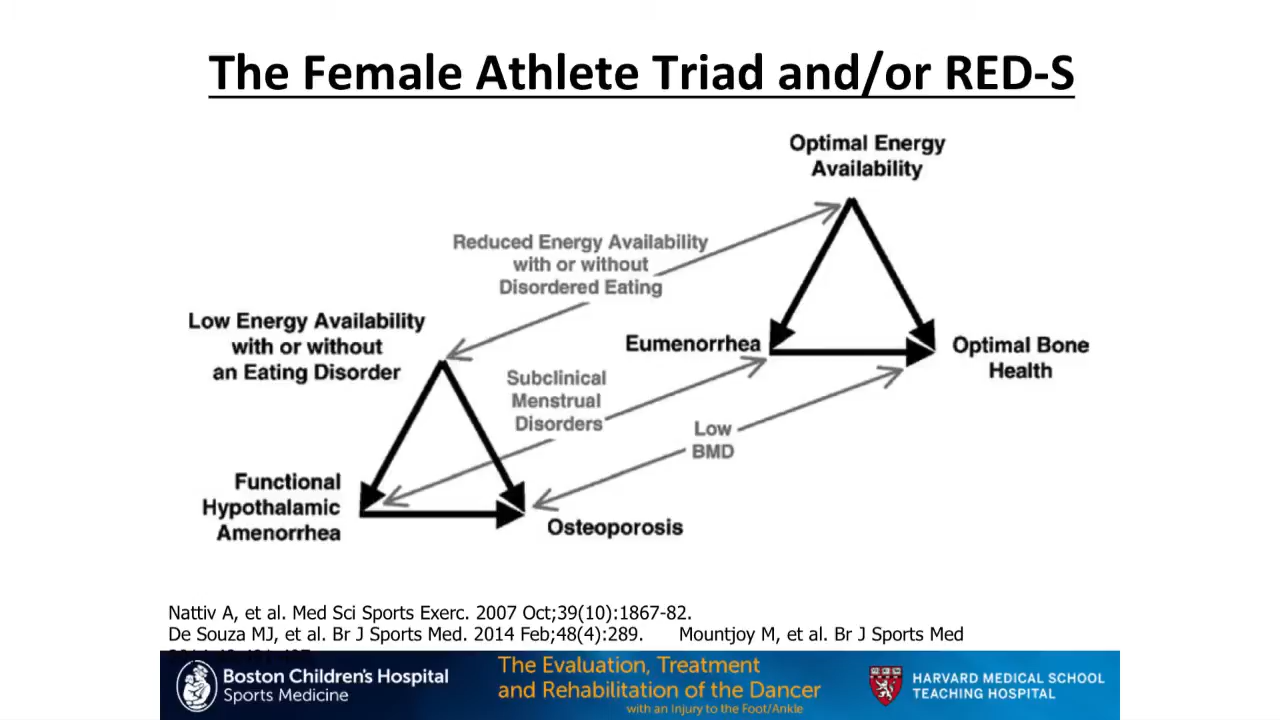 The Female Athlete Triad and/or RED-S
Optimal Energy
Availability
Reduced Energy Availability
with or without
Disordered Eating
Low Energy Availability
with or without
an Eating Disorder
Eumenorrhea
Optimal Bone
Health
Subclinical
Menstrual
Disorders
Low
BMD
Functional
Hypothalamic
Amenorrhea
Osteoporosis
Nattiv A, et al. Med Sci Sports Exerc. 2007 Oct;39(10):1867-82.
De Souza MJ, et al. Br J Sports Med. 2014 Feb;48(4):289. Mountjoy M, et al. Br J Sports Med
Boston Children's Hospital
Sports Medicine
The Evaluation, Treatment
and Rehabilitation of the Dancer
with an Injury to the Foot/Ankle
HARVARD MEDICAL SCHOOL
TEACHING HOSPITAL